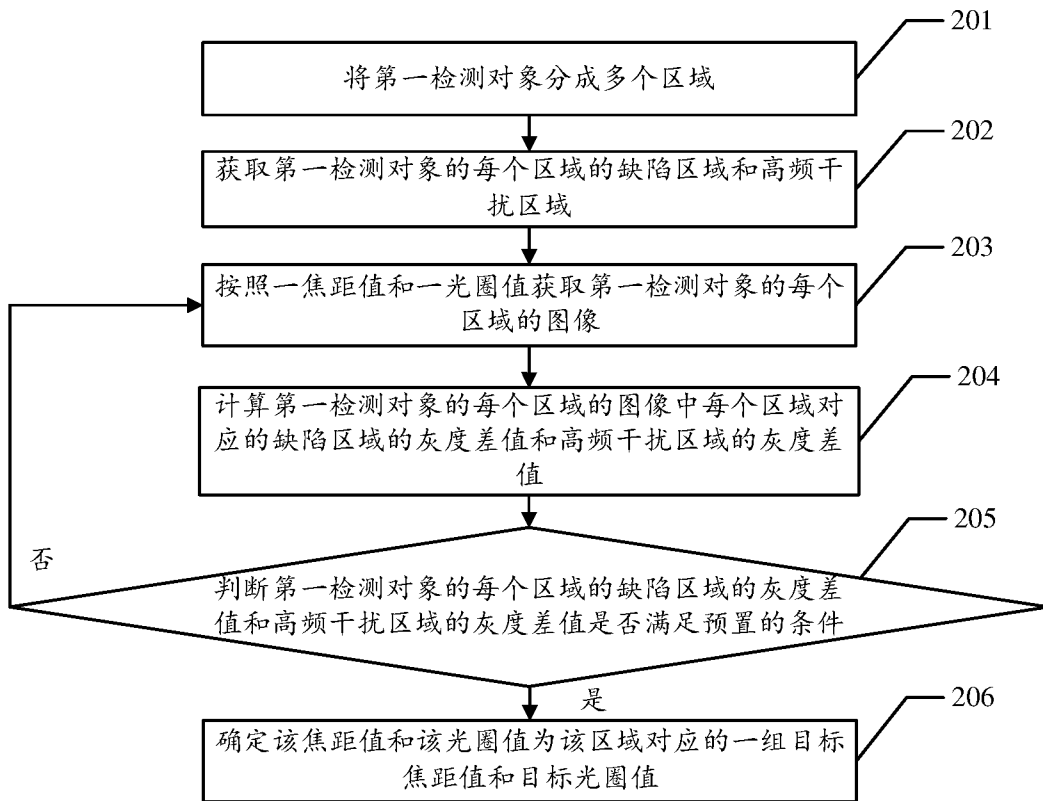 201
将第一检测对象分成多个区域
202
获取第一检测对象的每个区域的缺陷区域和高频干
扰区域
203
按照一焦距值和一光圈值获取第一检测对象的每个
区域的图像
204
计算第一检测对象的每个区域的图像中每个区域对
应的缺陷区域的灰度差值和高频干扰区域的灰度差
值
205
否
判断第一检测对象的每个区域的缺陷区域的灰度差
值和高频干扰区域的灰度差值是否满足预置的条件
是
206
确定该焦距值和该光圈值为该区域对应的一组目标
焦距值和目标光圈值